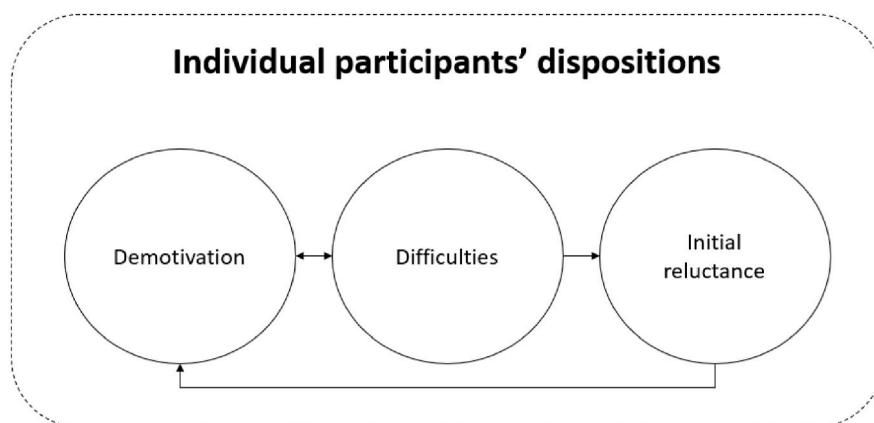 Individual participants’ dispositions
Demotivation
Difficulties
Initial
reluctance